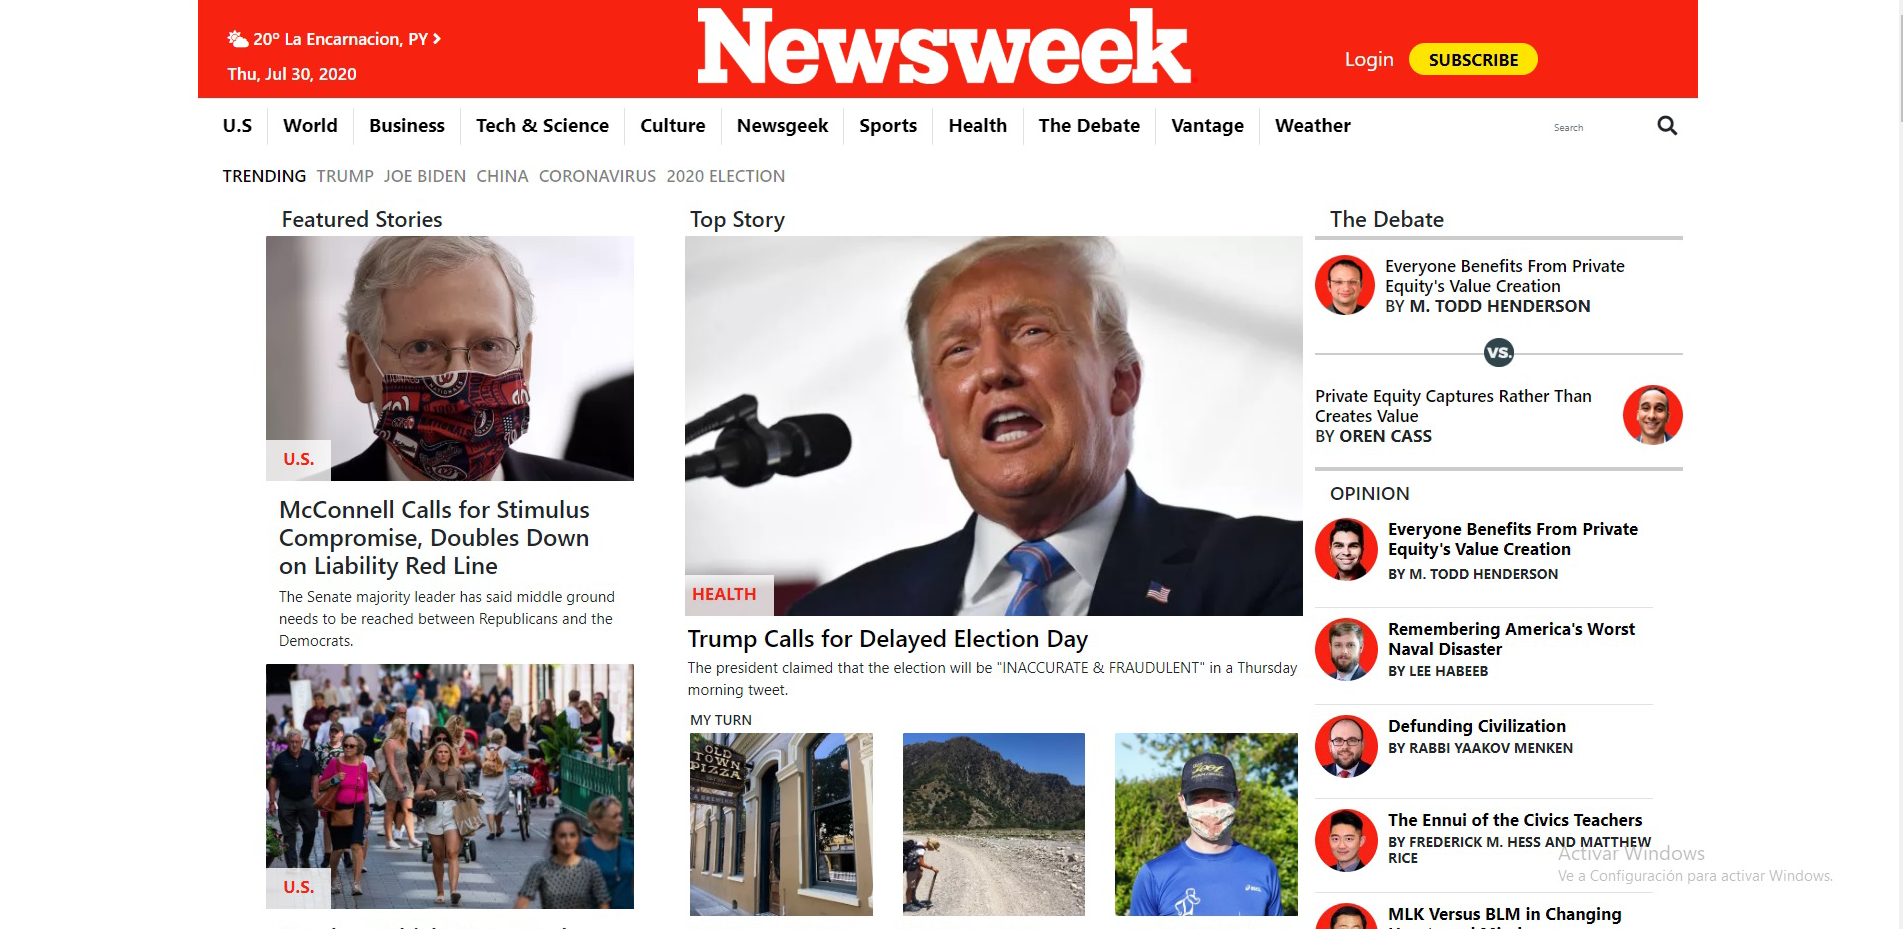 20º La Encarnacion, PY
Thu, Jul 30, 2020
Newsweek
Login
SUBSCRIBE
U.S
World
Business
Tech & Science
Culture
Newsgeek
Sports
Health
The Debate
Vantage
Weather
Search
TRENDING TRUMP JOE BIDEN CHINA CORONAVIRUS 2020 ELECTION
Featured Stories
U.S.
McConnell Calls for Stimulus
Compromise, Doubles Down
on Liability Red Line
The Senate majority leader has said middle ground
needs to be reached between Republicans and the
Democrats.
U.S.
Top Story
HEALTH
Trump Calls for Delayed Election Day
The president claimed that the election will be "INACCURATE & FRAUDULENT" in a Thursday
morning tweet.
MY TURN
OLD
TOWN
PIZZA
The Debate
Everyone Benefits From Private
Equity's Value Creation
BY M. TODD HENDERSON
VS.
Private Equity Captures Rather Than
Creates Value
BY OREN CASS
OPINION
Everyone Benefits From Private
Equity's Value Creation
BY M. TODD HENDERSON
Remembering America's Worst
Naval Disaster
BY LEE HABEEB
Defunding Civilization
BY RABBI YAAKOV MENKEN
The Ennui of the Civics Teachers
BY FREDERICK M. HESS AND MATTHEW
RICE
MLK Versus BLM in Changing
Activar Windows
Ve a Configuración para activar Windows.